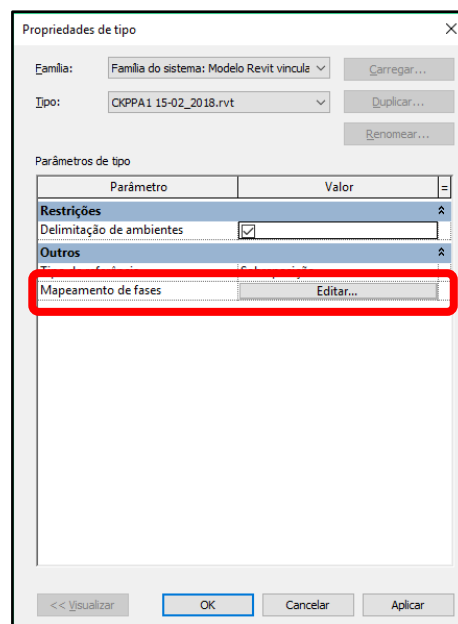 Propriedades de tipo
Família: Família do sistema: Modelo Revit vincula Carregar...
Tipo: CKPPA1 15-02_2018.rvt Duplicar...
Renomear...
Parâmetros de tipo
Parâmetro Valor =
Restrições
Delimitação de ambientes
Outros
Mapeamento de fases Editar...
<< Visualizar OK Cancelar Aplicar